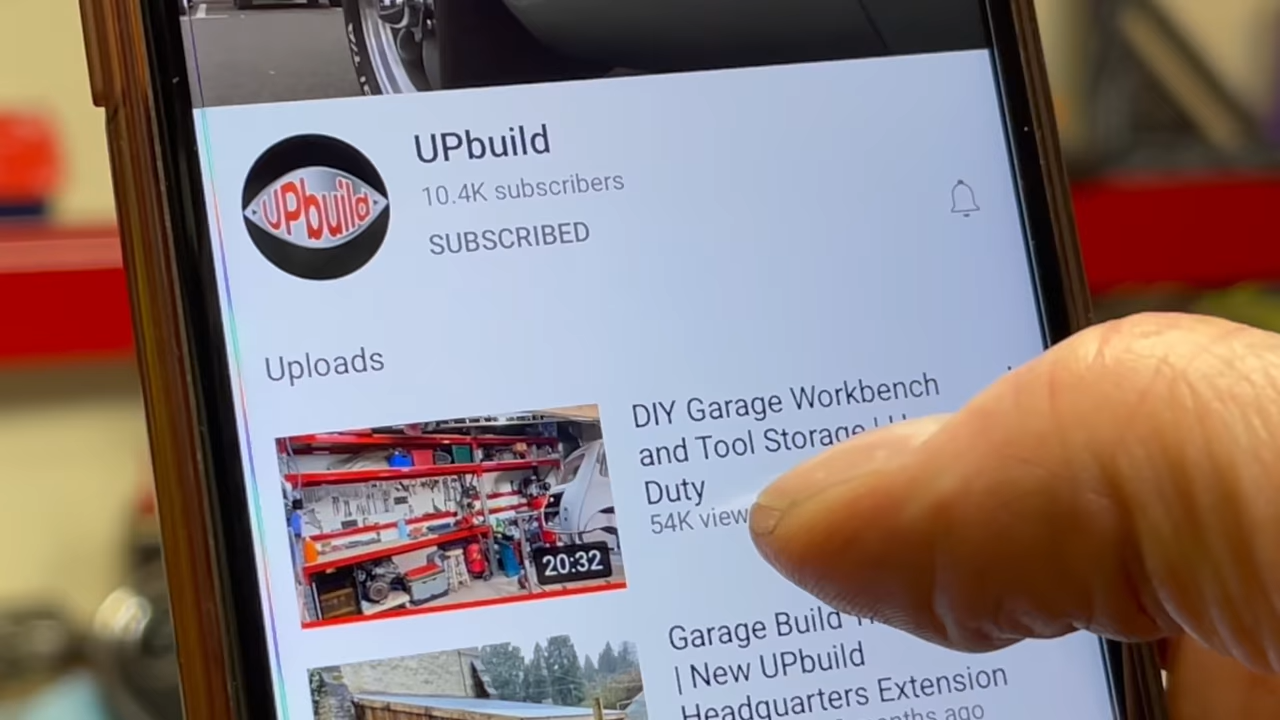 UPbuild
UPbuild
10.4K subscribers
SUBSCRIBED
Uploads
DIY Garage Workbench
and Tool Storage |
Duty
54K view
20:32
Garage Build
| New UPbuild
Headquarters Extension
ago